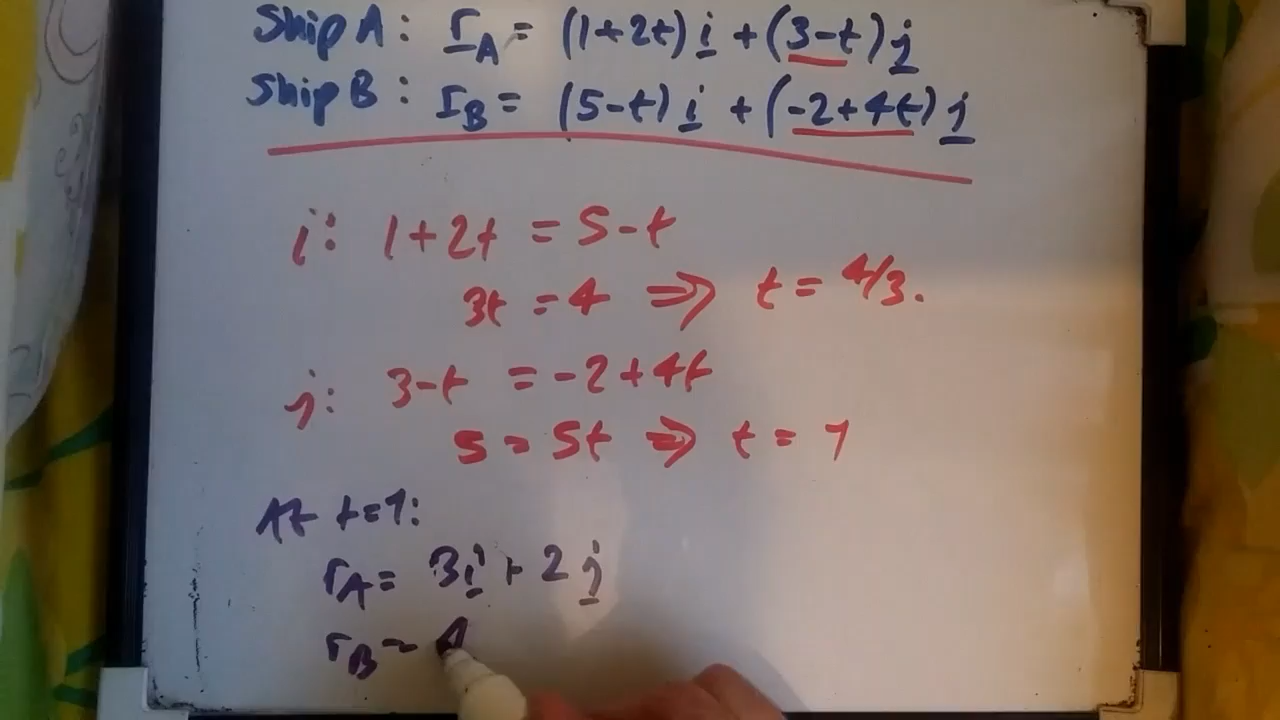 Ship A: r_A = (1+2t) i + (3-t) j
Ship B: r_B = (5-t) i + (-2+4t) j
i: 1+2t = 5-t
3t = 4 ⇒ t = 4/3.
j: 3-t = -2+4t
5 = 5t ⇒ t = 1
At t=1:
r_A = 3i + 2j
r_B = 4